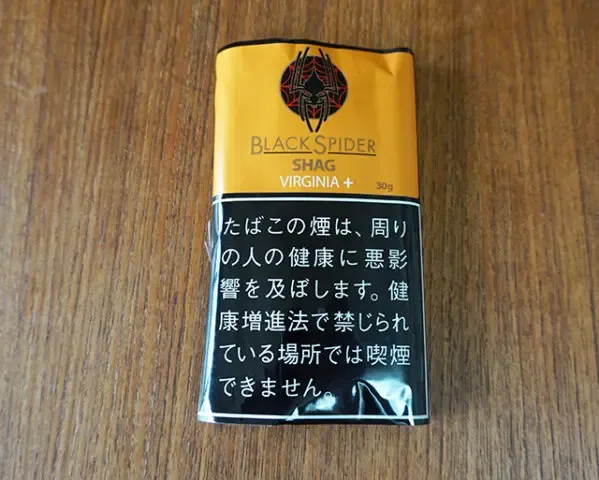 BLACK SPIDER
SHAG
VIRGINIA +
30g
たばこの煙は、周り
の人の健康に悪影
響を及ぼします。健
康増進法で禁じられ
ている場所では喫煙
できません。